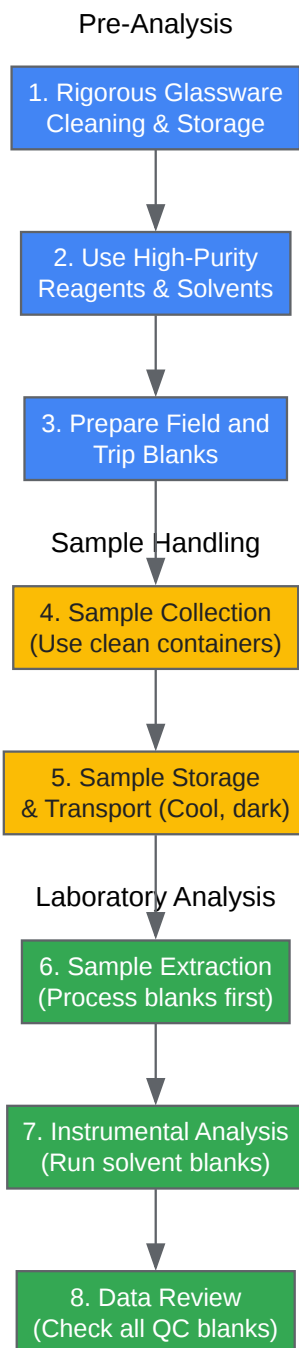 Pre-Analysis
1. Rigorous Glassware
Cleaning & Storage
2. Use High-Purity
Reagents & Solvents
3. Prepare Field and
Trip Blanks
Sample Handling
4. Sample Collection
(Use clean containers)
5. Sample Storage
& Transport (Cool, dark)
Laboratory Analysis
6. Sample Extraction
(Process blanks first)
7. Instrumental Analysis
(Run solvent blanks)
8. Data Review
(Check all QC blanks)